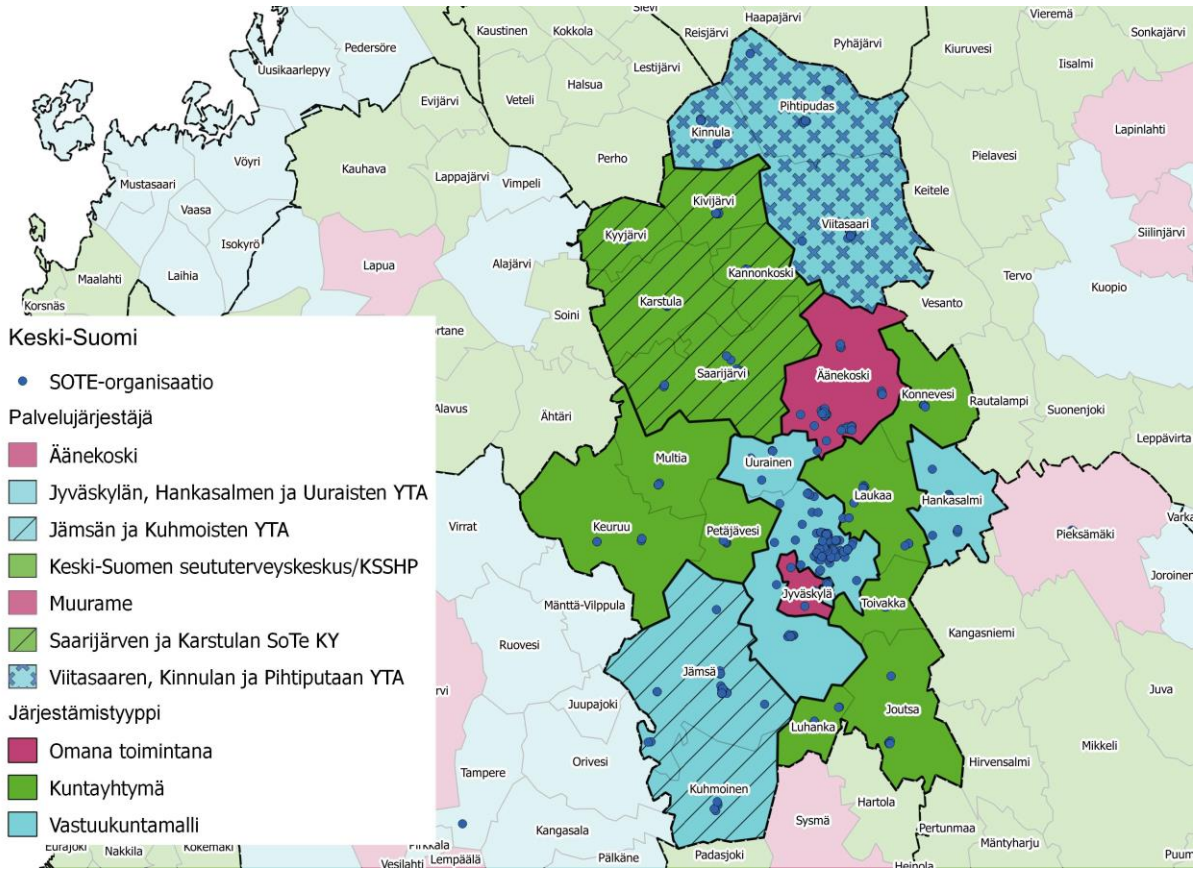 Sievi
Haapajärvi
Vieremä
Kaustinen
Kokkola
Reisjärvi
Pyhäjärvi
Kiuruvesi
Sonkajärvi
Pedersöre
Uusikaarlepyy
Lestijärvi
Iisalmi
Halsua
Evijärvi
Veteli
Pihtipudas
Lapinlahti
Kinnula
Vöyri
Kauhava
Perho
Pielavesi
Lappajärvi
Vimpeli
Keitele
Mustasaari
Vaasa
Kivijärvi
Viitasaari
Siilinjärvi
Isokyrö
Kyyjärvi
Laihia
Lapua
Alajärvi
Kannonkoski
Tervo
Maalahti
Kuopio
Korsnäs
Karstula
Vesanto
Soini
Keski-Suomi
SOTE-organisaatio
Palvelujärjestäjä
Äänekoski
Jyväskylän, Hankasalmen ja Uuraisten YTA
Jämsän ja Kuhmoisten YTA
Keski-Suomen seututerveyskeskus/KSSHP
Muurame
Saarijärven ja Karstulan SoTe KY
Viitasaaren, Kinnulan ja Pihtiputaan YTA
Järjestämistyyppi
Omana toimintana
Kuntayhtymä
Vastuukuntamalli
ortane
Saarijärvi
Äänekoski
Konnevesi
Rautalampi
Alavus
Ähtäri
Suonenjoki
Leppävirta
Multia
Uurainen
Laukaa
Hankasalmi
Virrat
Keuruu
Petäjävesi
Pieksämäki
Varka
Joroinen
Jyväskylä
Toivakka
Mänttä-Vilppula
Kangasniemi
Ruovesi
Jämsä
rvi
Juva
Juupajoki
Luhanka
Joutsa
Mikkeli
Hirvensalmi
Tampere
Orivesi
Kuhmoinen
Hartola
Sysmä
Pertunmaa
Kangasala
Mäntyharju
Pirkkala
Eurajoki
Nakkila
Kokemäki
Lempäälä
Vesilahti
Pälkäne
Padasjoki
Heinola
Puum